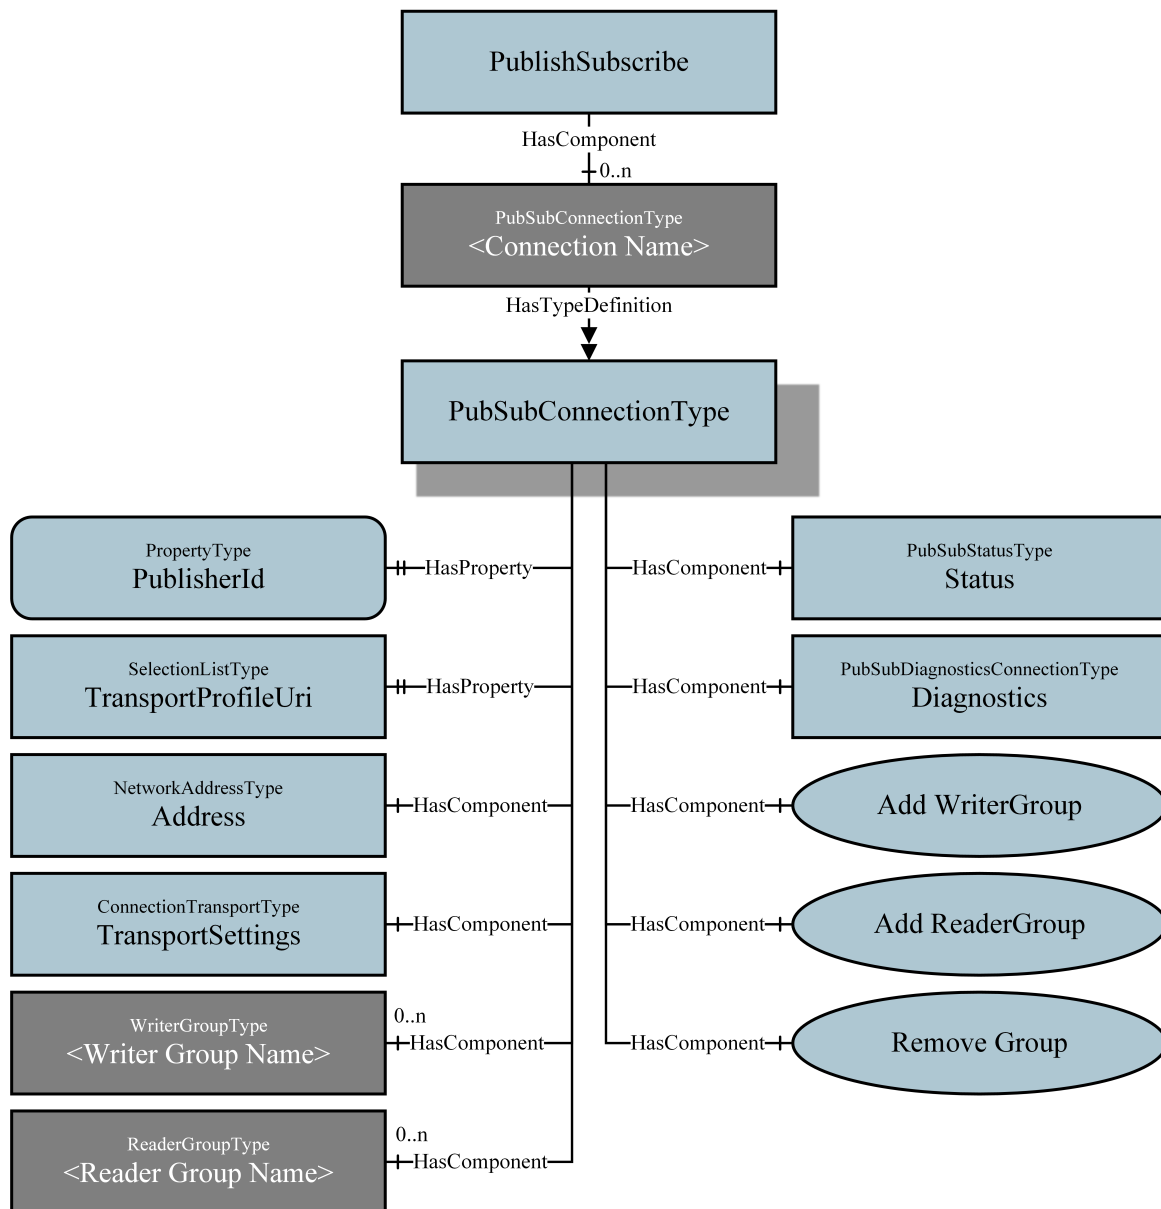 PublishSubscribe
HasComponent
0..n
PubSubConnectionType
<Connection Name>
HasTypeDefinition
PubSubConnectionType
PropertyType
PublisherId
HasProperty
HasComponent
PubSubStatusType
Status
SelectionListType
TransportProfileUri
HasProperty
HasComponent
PubSubDiagnosticsConnectionType
Diagnostics
NetworkAddressType
Address
HasComponent
HasComponent
Add WriterGroup
ConnectionTransportType
TransportSettings
HasComponent
HasComponent
Add ReaderGroup
WriterGroupType
<Writer Group Name>
0..n
HasComponent
HasComponent
Remove Group
ReaderGroupType
<Reader Group Name>
0..n
HasComponent